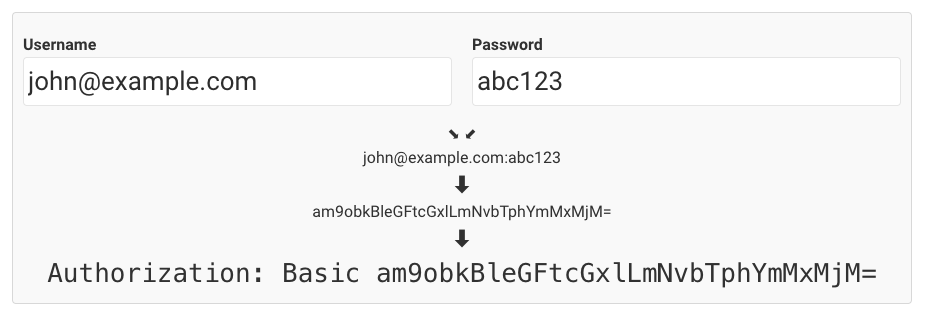 Username
Password
john@example.com
abc123
john@example.com:abc123
am9obkBleGFtcGxlLmNvbTphYmMxMjM=
Authorization: Basic am9obkBleGFtcGxlLmNvbTphYmMxMjM=